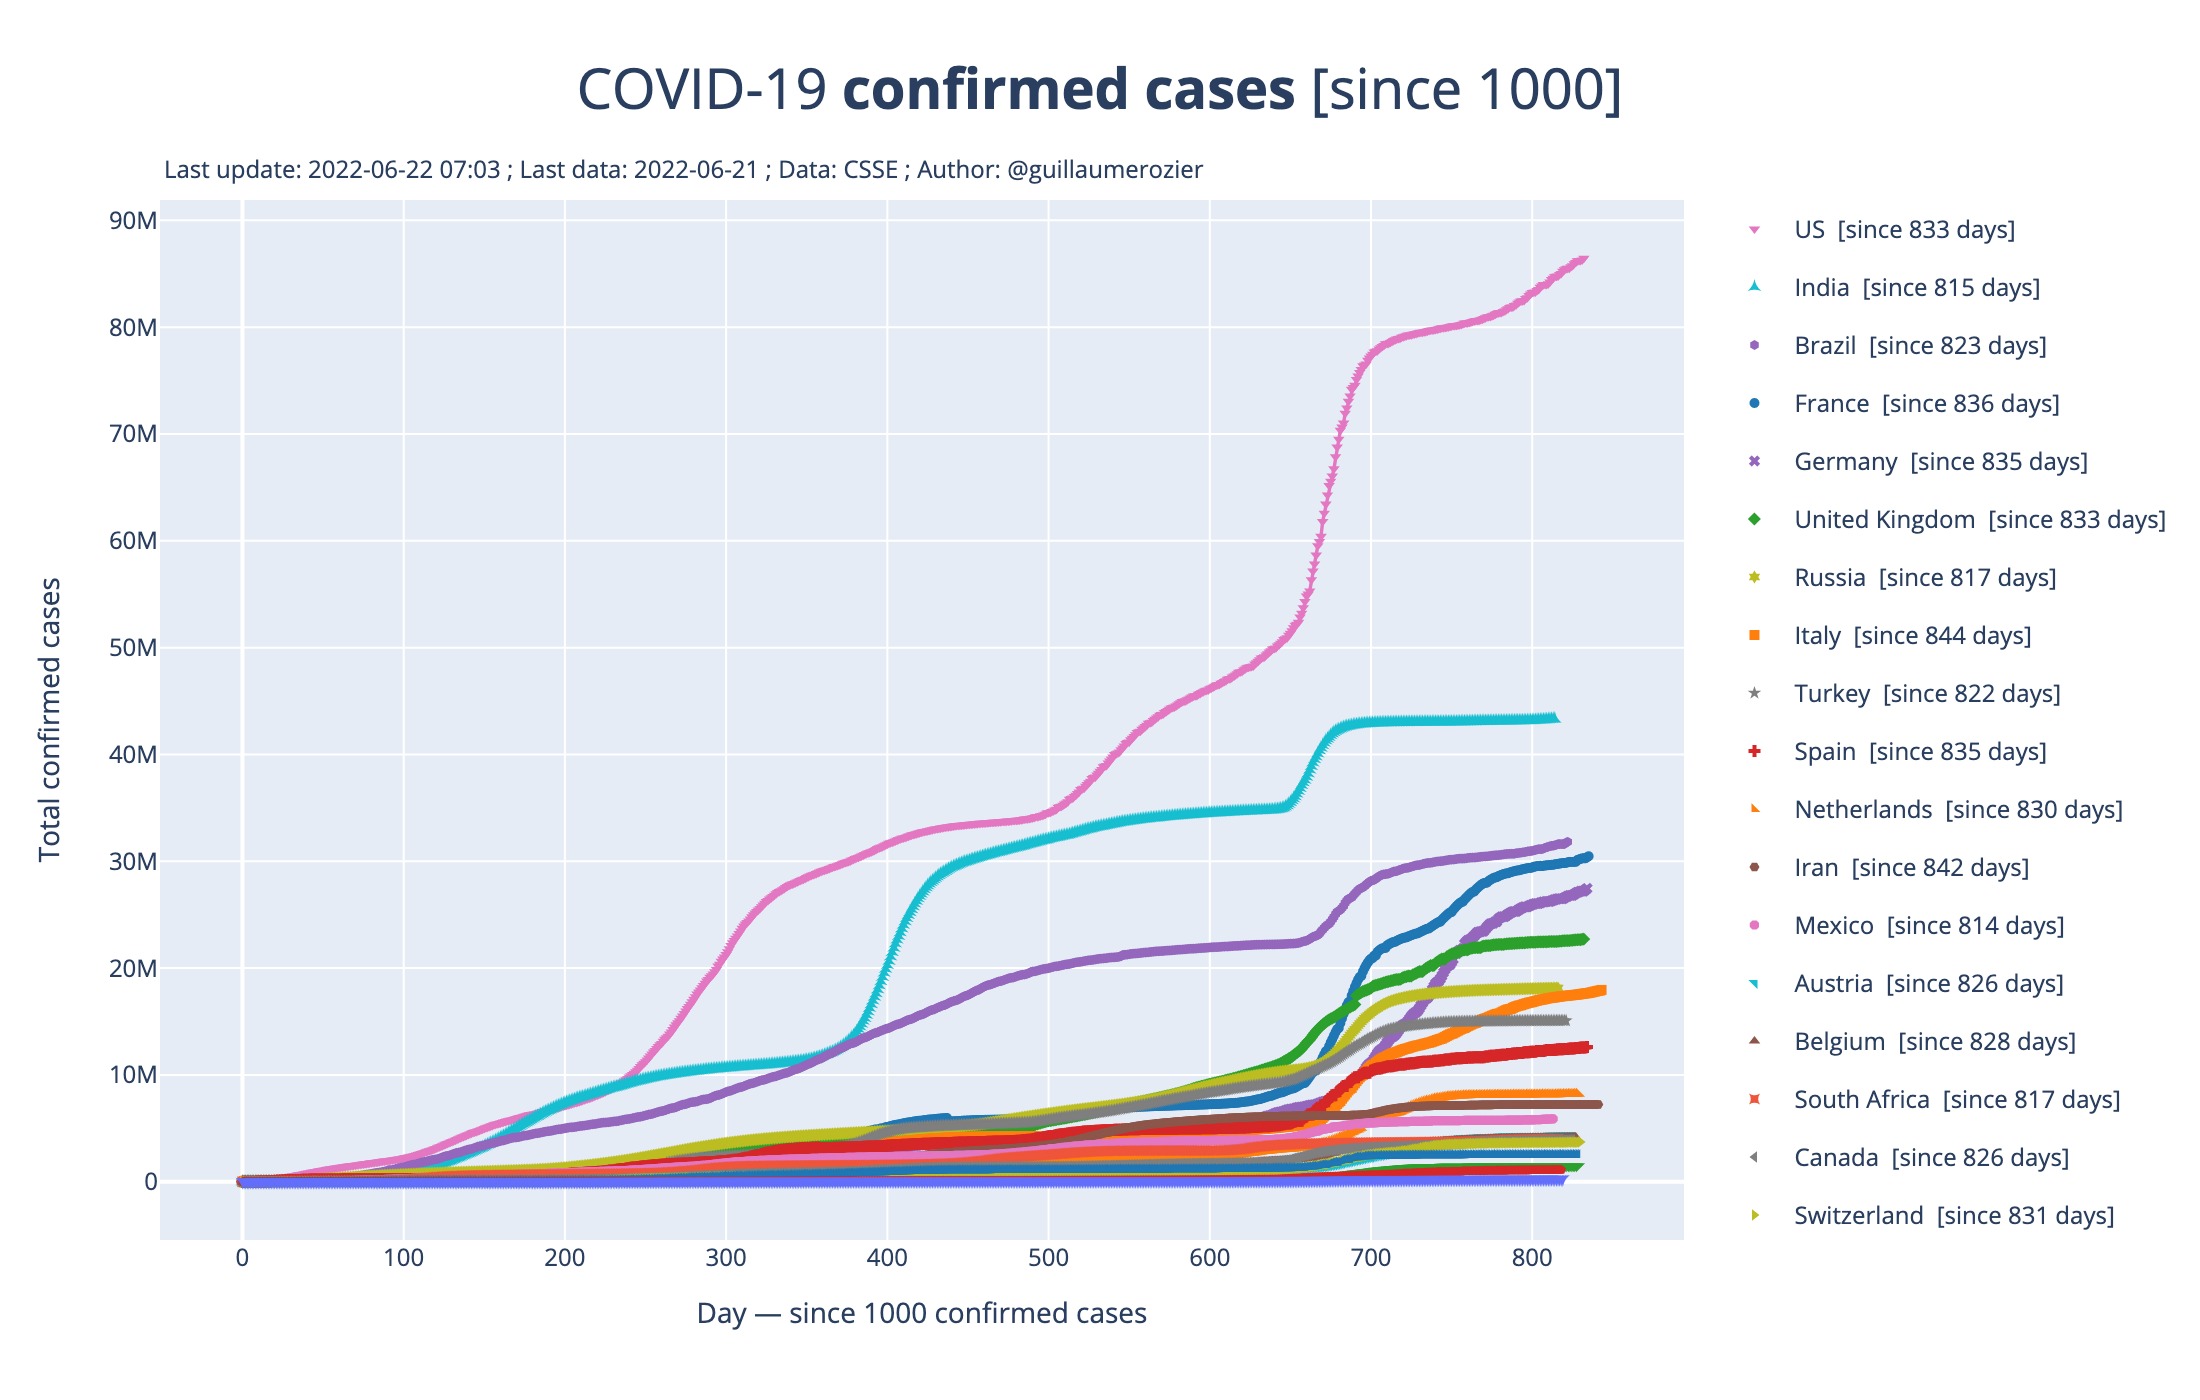 COVID-19 confirmed cases [since 1000]
Last update: 2022-06-22 07:03 ; Last data: 2022-06-21 ; Data: CSSE ; Author: @guillaumerozier
90M
80M
70M
60M
50M
40M
30M
20M
10M
0
Total confirmed cases
0 100 200 300 400 500 600 700 800
Day — since 1000 confirmed cases
US [since 833 days]
India [since 815 days]
Brazil [since 823 days]
France [since 836 days]
Germany [since 835 days]
United Kingdom [since 833 days]
Russia [since 817 days]
Italy [since 844 days]
Turkey [since 822 days]
Spain [since 835 days]
Netherlands [since 830 days]
Iran [since 842 days]
Mexico [since 814 days]
Austria [since 826 days]
Belgium [since 828 days]
South Africa [since 817 days]
Canada [since 826 days]
Switzerland [since 831 days]